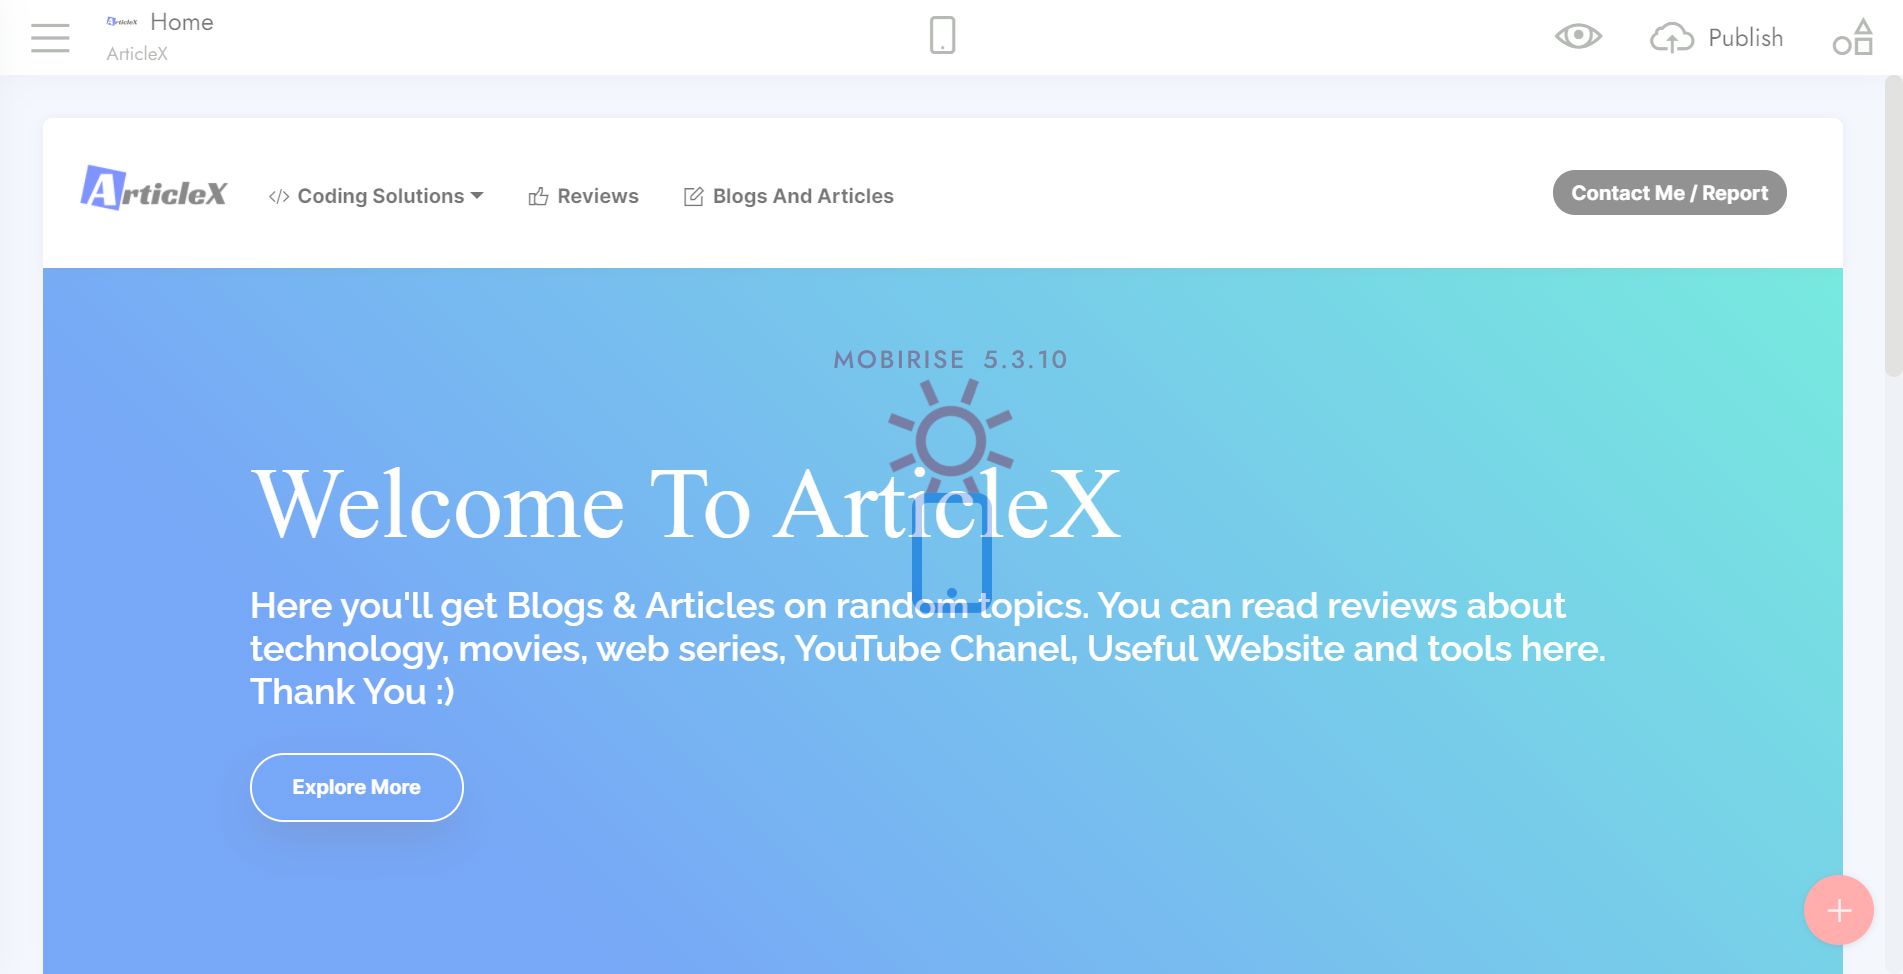 ArticleX Home
ArticleX
Publish
ArticleX
Coding Solutions
Reviews
Blogs And Articles
Contact Me / Report
MOBIRISE 5.3.10
Welcome To ArticleX
Here you'll get Blogs & Articles on random topics. You can read reviews about
technology, movies, web series, YouTube Chanel, Useful Website and tools here.
Thank You :)
Explore More